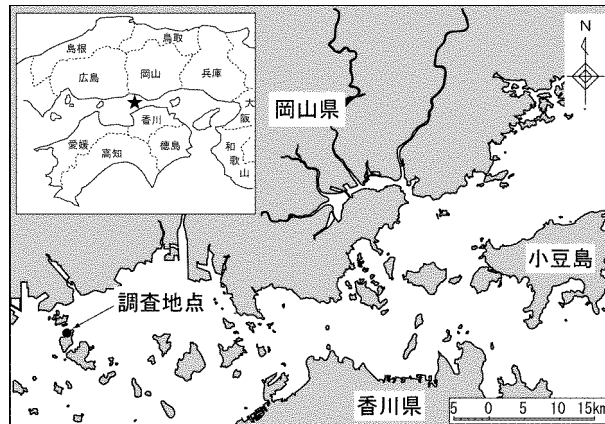 島根
鳥取
広島
岡山
兵庫
大阪
香川
愛媛
高知
徳島
和歌山
N
岡山県
小豆島
調査地点
香川県
5 0 5 10 15km